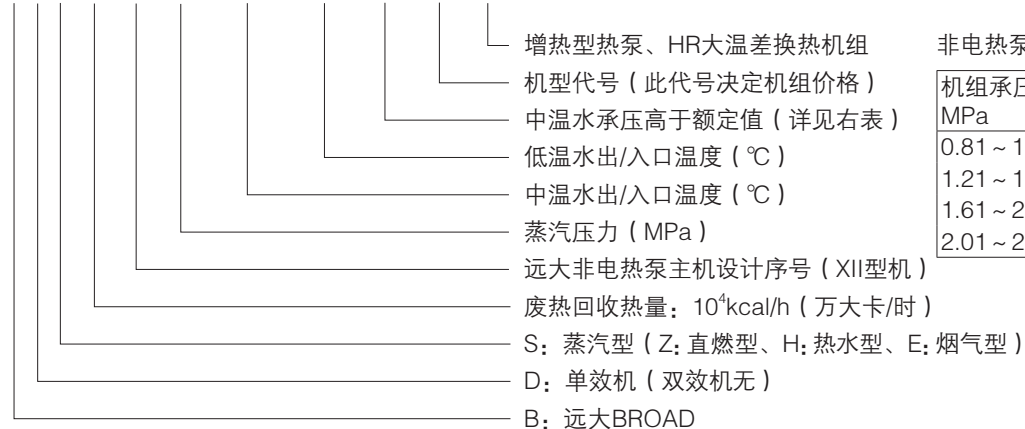 增热型热泵、HR大温差换热机组
机型代号（此代号决定机组价格）
中温水承压高于额定值（详见右表）
低温水出/入口温度（℃）
中温水出/入口温度（℃）
蒸汽压力（MPa）
远大非电热泵主机设计序号（XII型机）
废热回收热量：10⁴kcal/h（万大卡/时）
S：蒸汽型（Z：直燃型、H：热水型、E：烟气型）
D：单效机（双效机无）
B：远大BROAD
非电热泵
机组承压
MPa
0.81～1
1.21～1
1.61～2
2.01～2